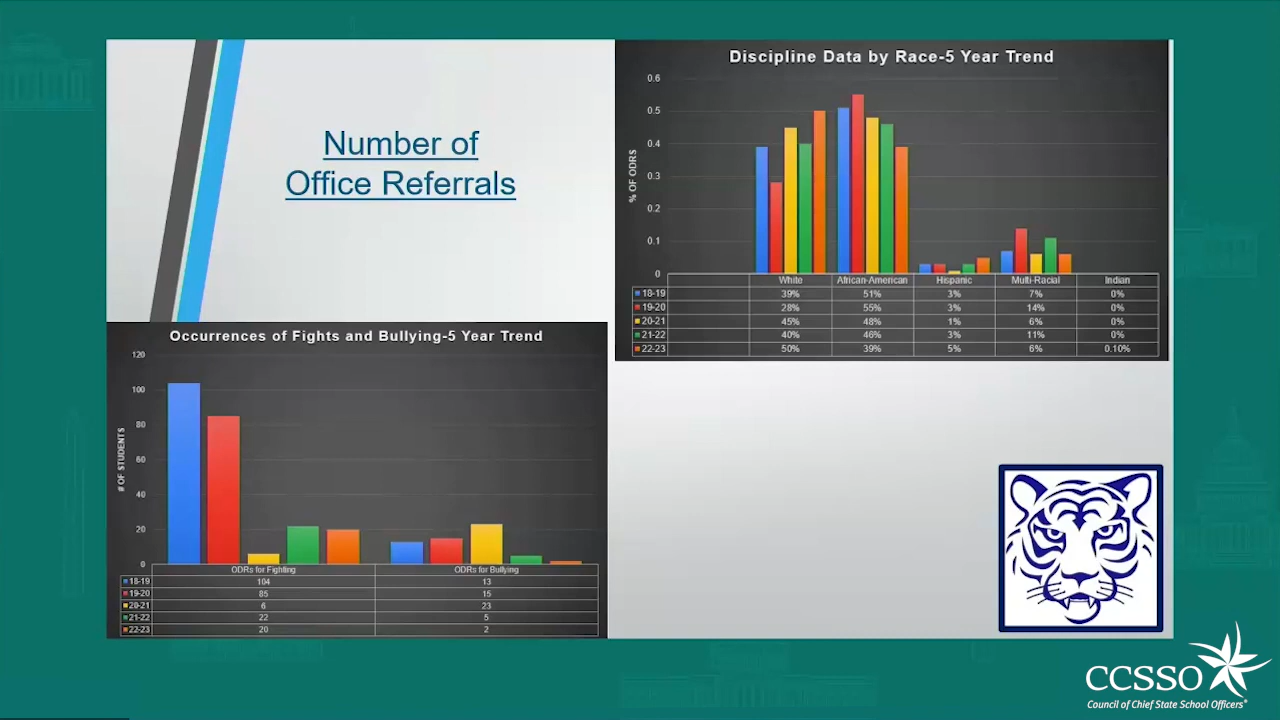 Number of
Office Referrals
Discipline Data by Race-5 Year Trend
% OF ODRS
0.6
0.5
0.4
0.3
0.2
0.1
0
White African-American Hispanic Multi-Racial Indian
18-19 39% 51% 3% 7% 0%
19-20 28% 55% 3% 14% 0%
20-21 45% 48% 1% 6% 0%
21-22 40% 46% 3% 11% 0%
22-23 50% 39% 5% 6% 0.10%
Occurrences of Fights and Bullying-5 Year Trend
# OF STUDENTS
120
100
80
60
40
20
0
ODRs for Fighting ODRs for Bullying
18-19 104 13
19-20 85 15
20-21 6 23
21-22 22 5
22-23 20 2
CCSSO
Council of Chief State School Officers®